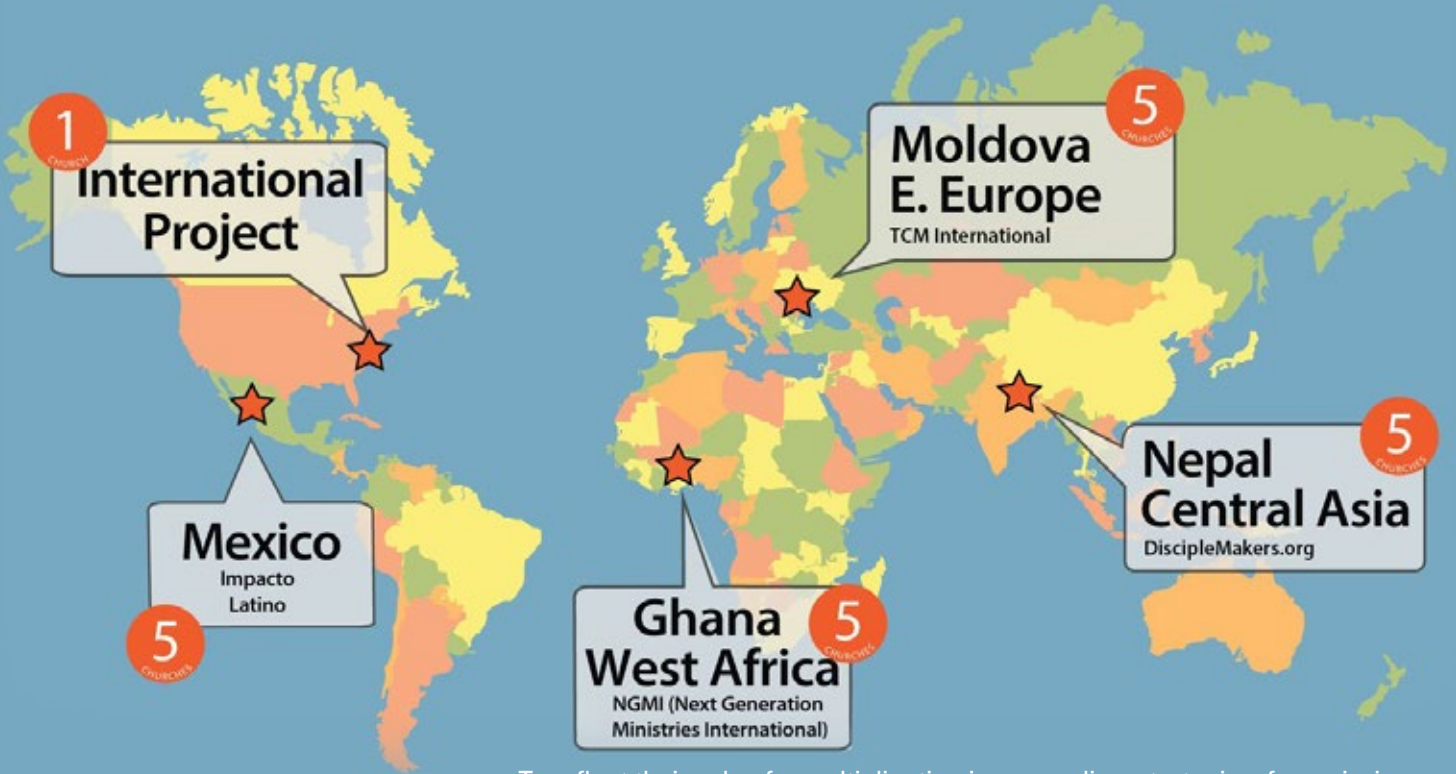 1
CHURCH
International
Project
5
CHURCHES
Moldova
E. Europe
TCM International
Mexico
Impacto
Latino
5
CHURCHES
Ghana
West Africa
NGMI (Next Generation
Ministries International)
5
CHURCHES
5
CHURCHES
Nepal
Central Asia
DiscipleMakers.org